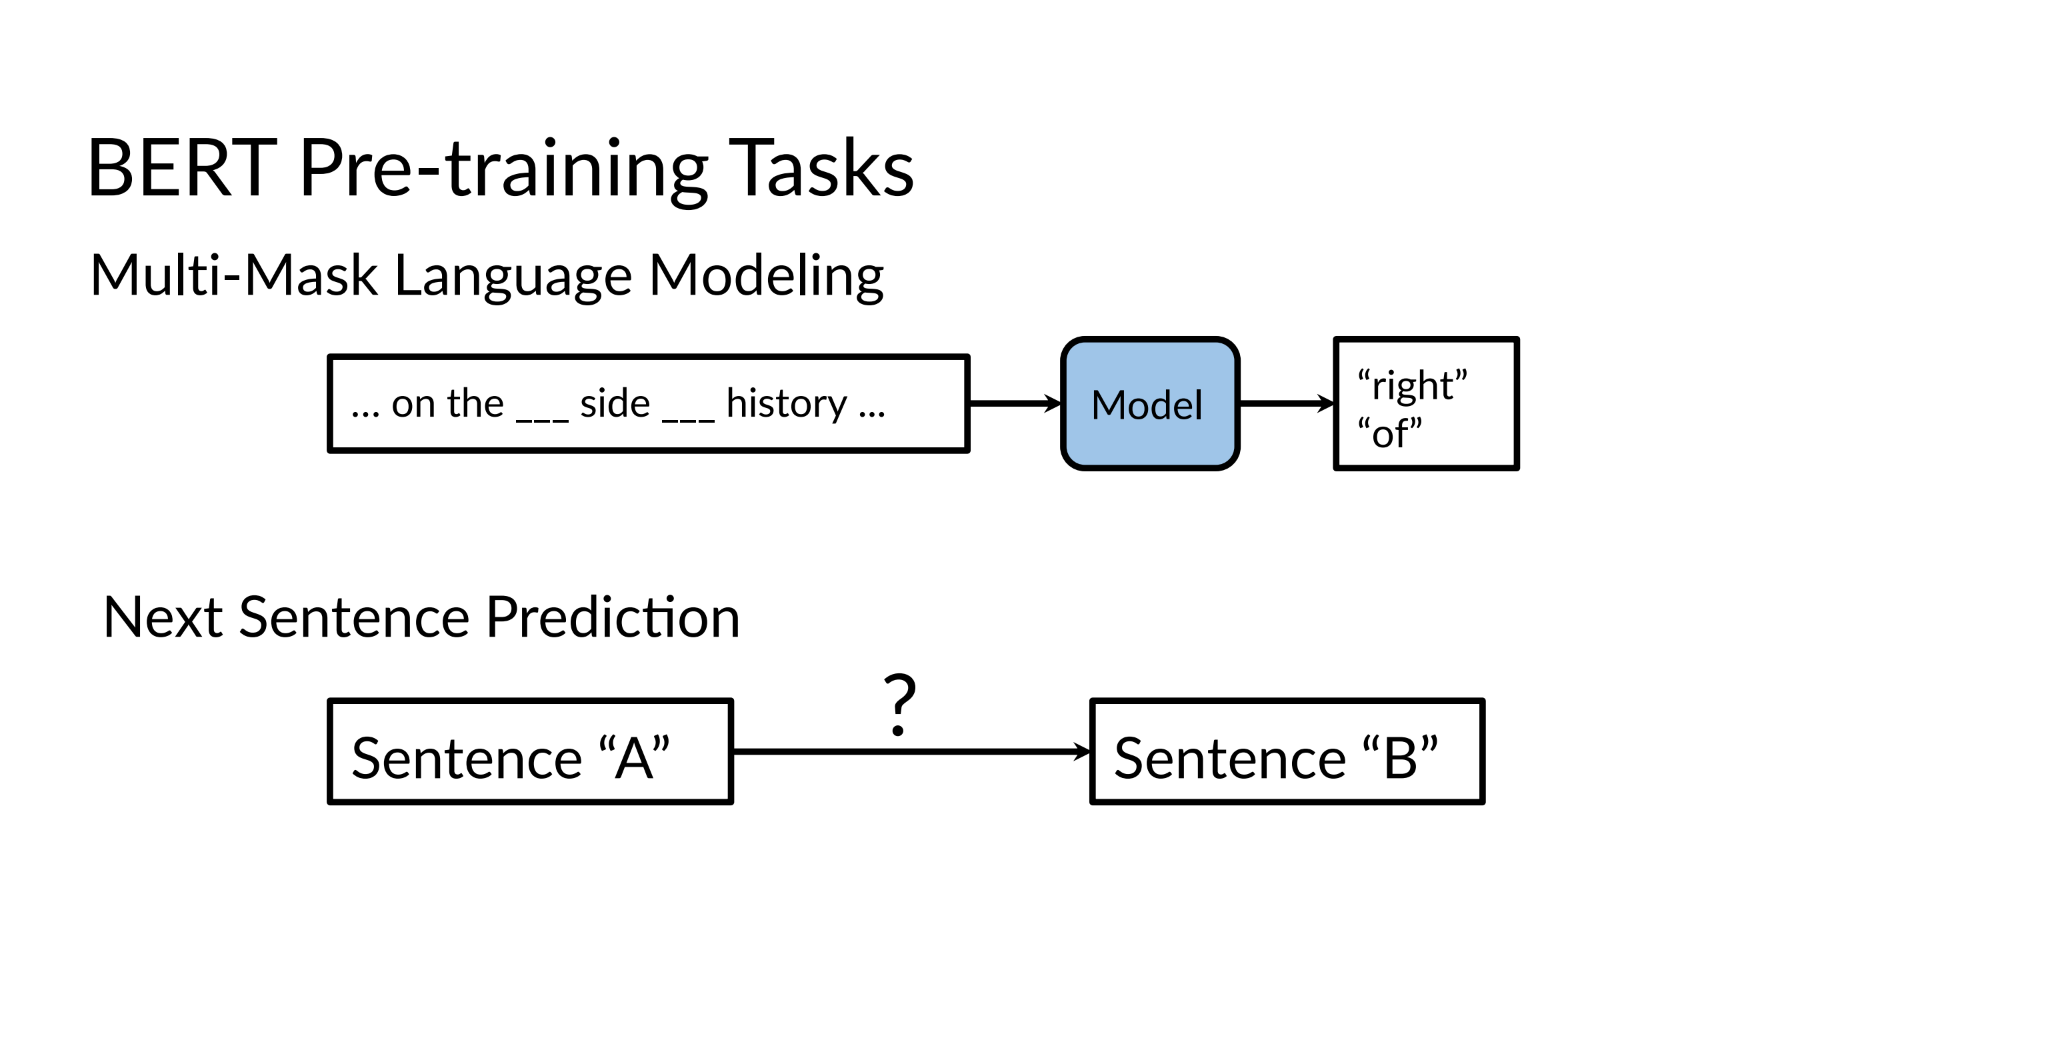 BERT Pre-training Tasks
Multi-Mask Language Modeling
... on the ___ side ___ history ...
Model
“right”
“of”
Next Sentence Prediction
?
Sentence “A”
Sentence “B”